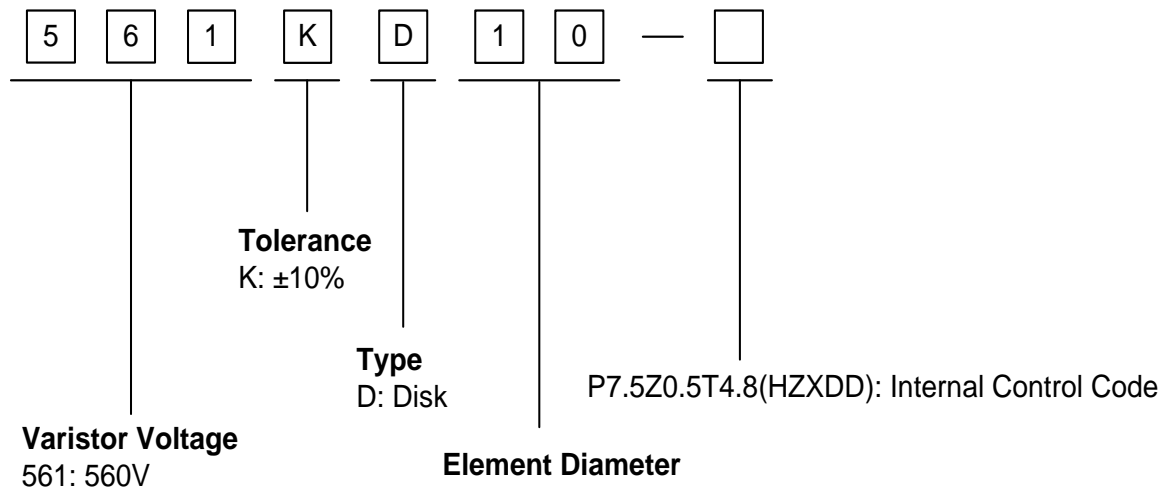 5 6 1 K D 1 0 —
Tolerance
K: ±10%
Type
D: Disk
P7.5Z0.5T4.8(HZXDD): Internal Control Code
Varistor Voltage
561: 560V
Element Diameter